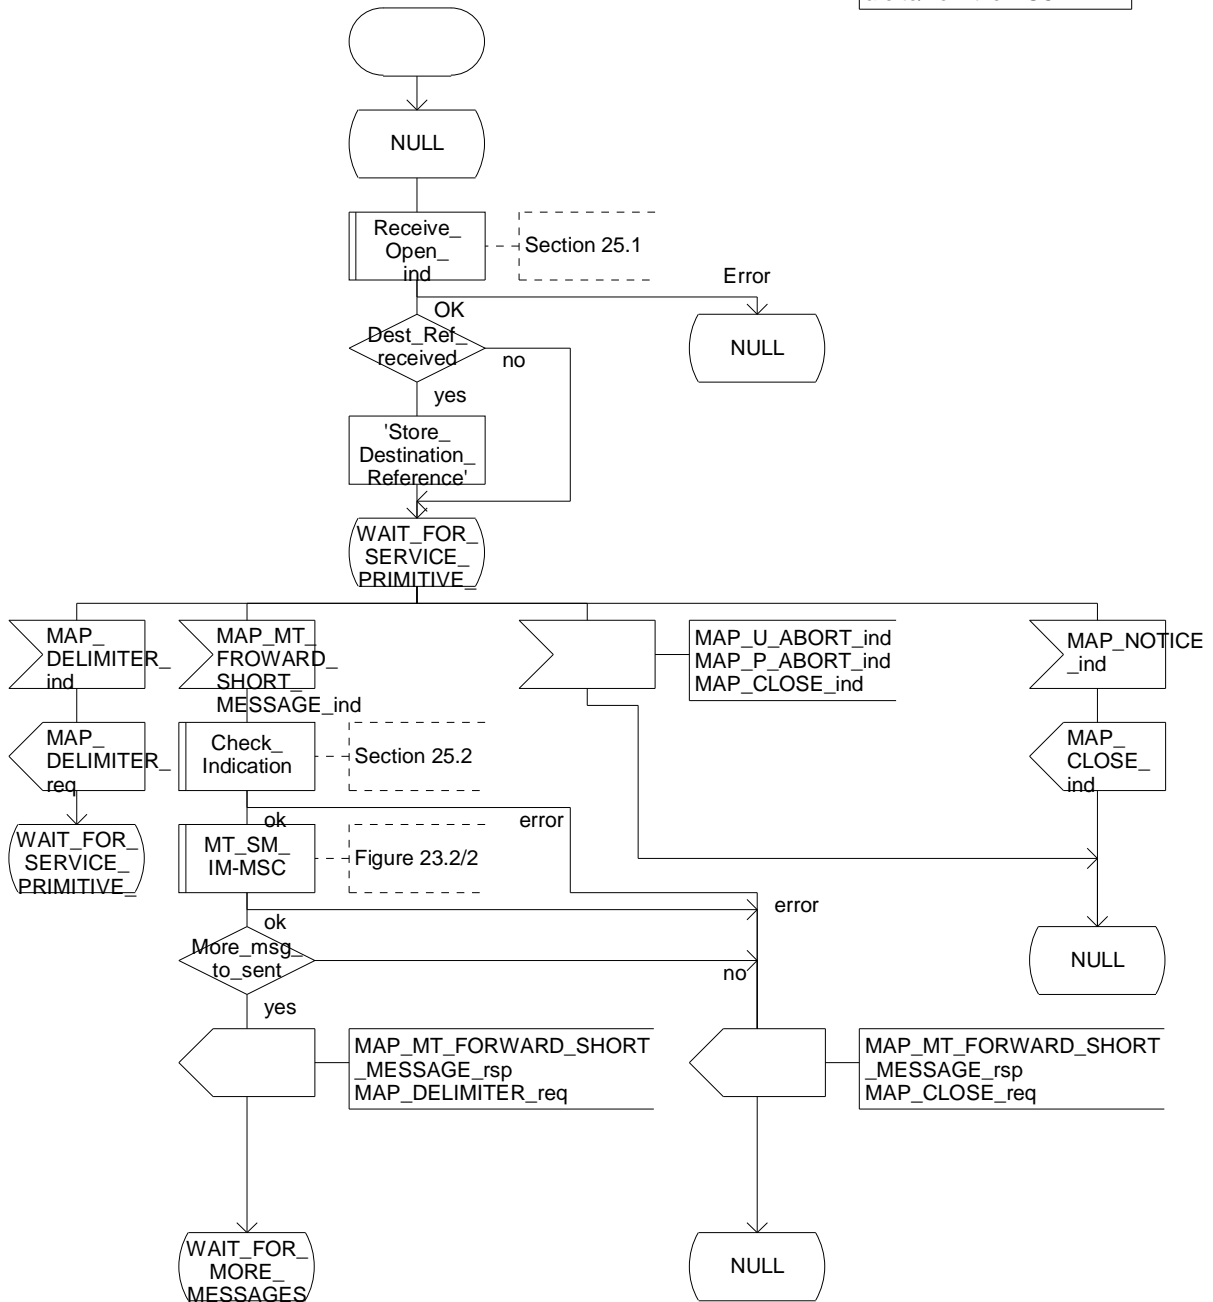 NULL
Receive_
Open_
ind
Section 25.1
Error
OK
Dest_Ref_
received
no
NULL
yes
'Store_
Destination_
Reference'
WAIT_FOR_
SERVICE_
PRIMITIVE_
MAP_
DELIMITER_
ind
MAP_MT_
FROWARD_
SHORT_
MESSAGE_ind
MAP_U_ABORT_ind
MAP_P_ABORT_ind
MAP_CLOSE_ind
MAP_NOTICE
_ind
MAP_
DELIMITER_
req
Check_
Indication
Section 25.2
MAP_
CLOSE_
ind
ok
error
WAIT_FOR_
SERVICE_
PRIMITIVE_
MT_SM_
IM-MSC
Figure 23.2/2
error
ok
More_msg_
to_sent
no
NULL
yes
MAP_MT_FORWARD_SHORT
_MESSAGE_rsp
MAP_DELIMITER_req
MAP_MT_FORWARD_SHORT
_MESSAGE_rsp
MAP_CLOSE_req
WAIT_FOR_
MORE_
MESSAGES
NULL